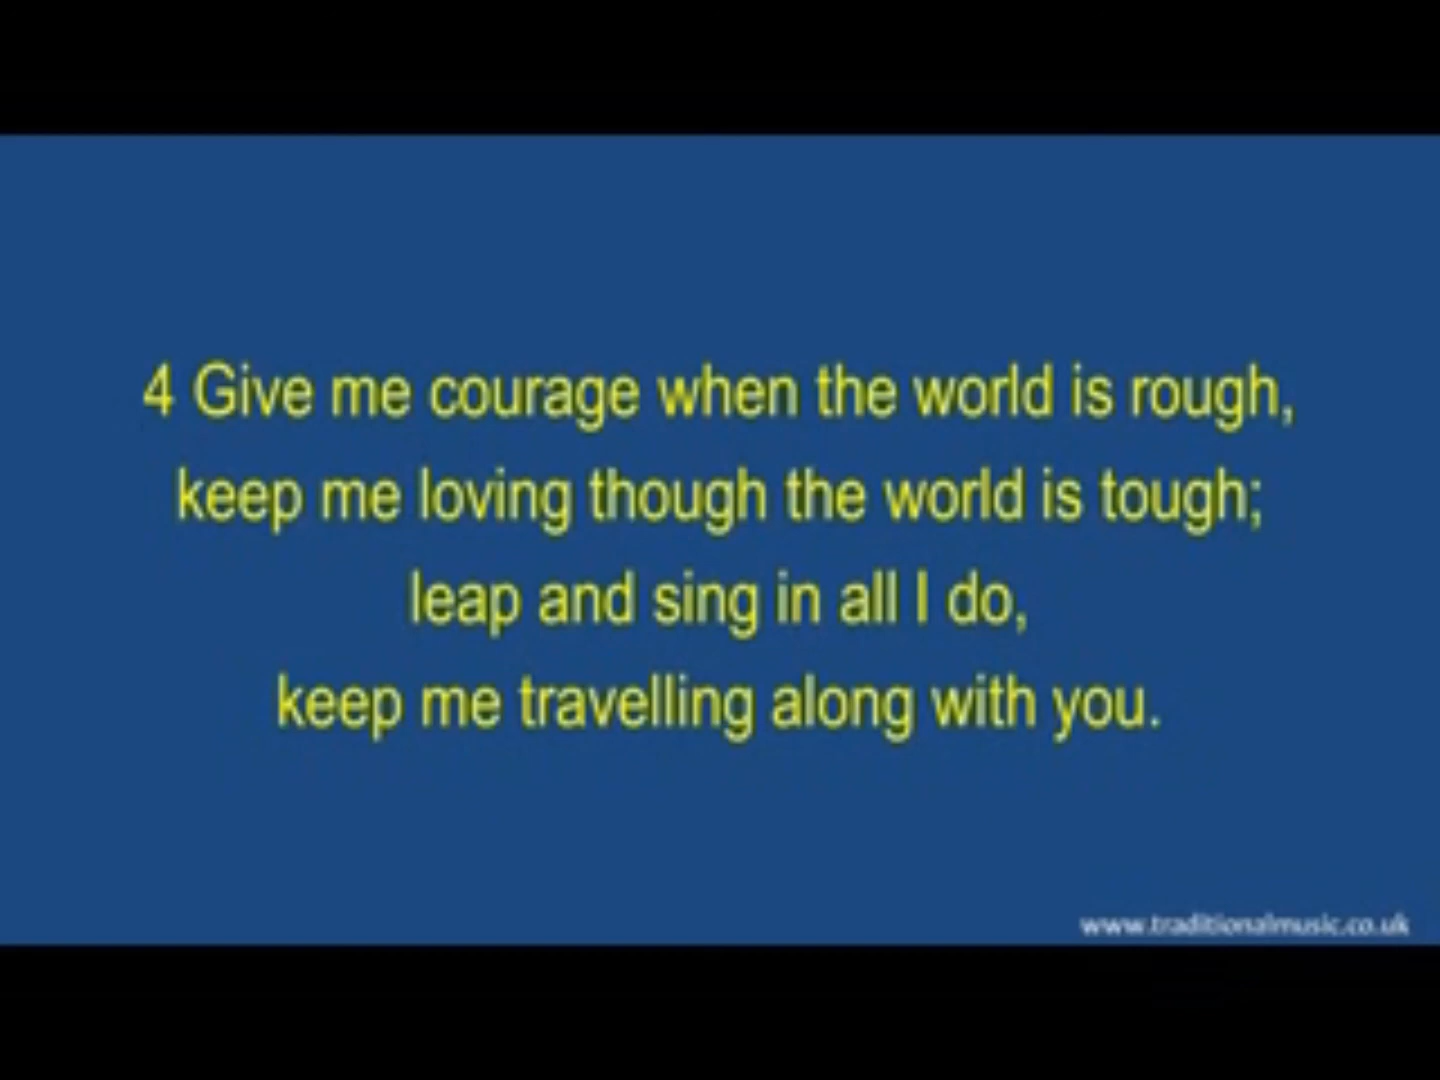 4 Give me courage when the world is rough,
keep me loving though the world is tough;
leap and sing in all I do,
keep me travelling along with you.
www.traditionalmusic.co.uk